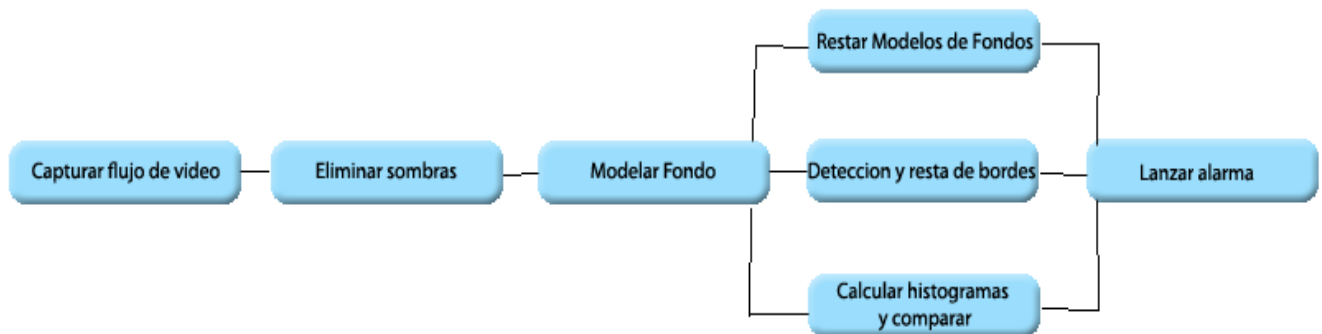 Capturar flujo de video
Eliminar sombras
Modelar Fondo
Restar Modelos de Fondos
Deteccion y resta de bordes
Calcular histogramas
y comparar
Lanzar alarma